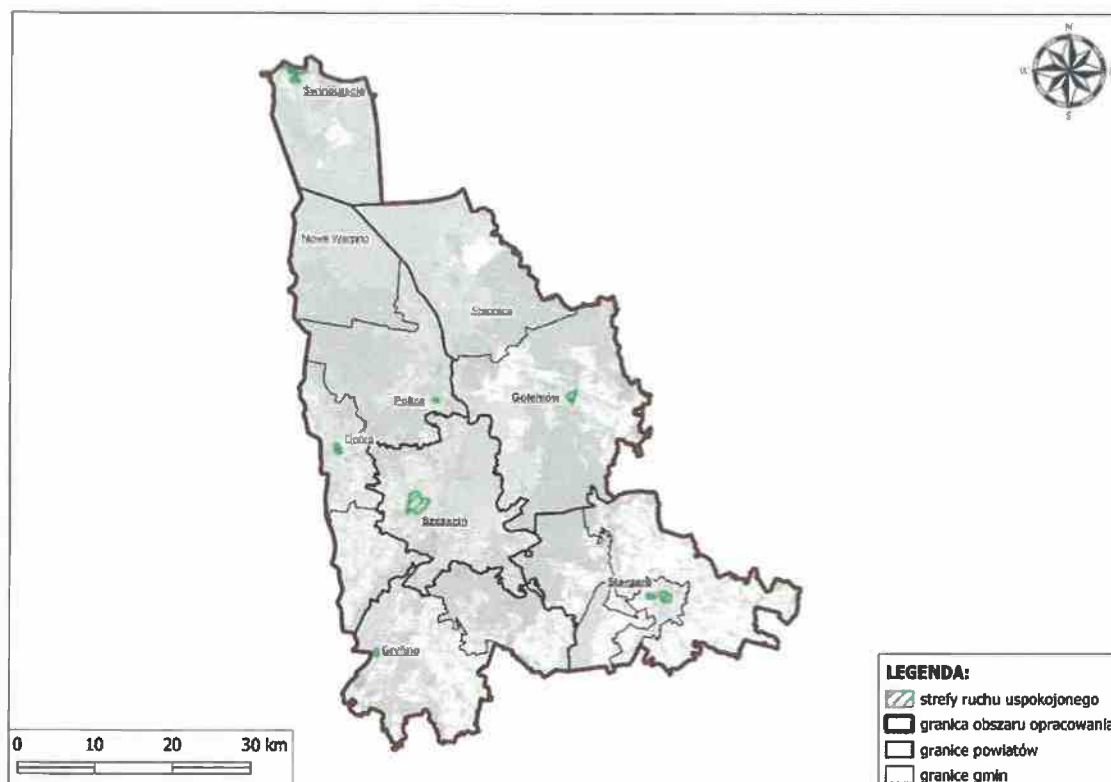 N
S
Świnoujście
Nowe Warpno
Stepnica
Police
Goleniów
Dobra
Szczecin
Stargard
Gryfino
0 10 20 30 km
LEGENDA:
strefy ruchu uspokojonego
granica obszaru opracowania
granice powiatów
granice gmin